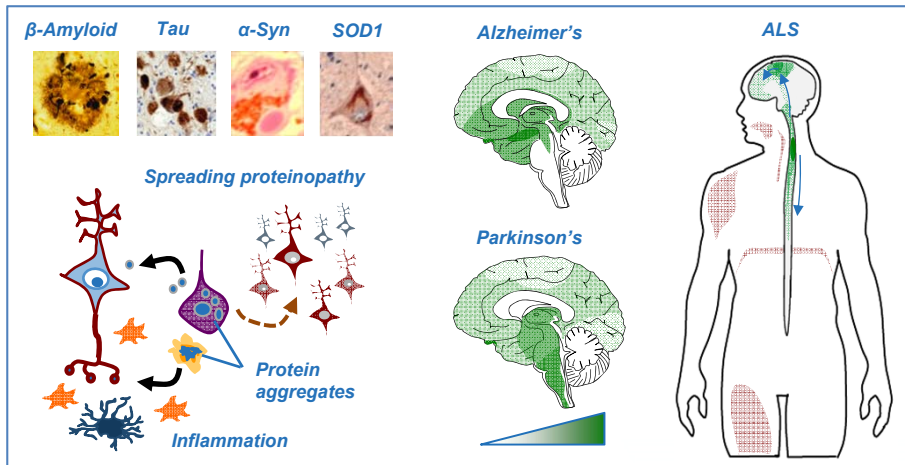 β-Amyloid
Tau
α-Syn
SOD1
Spreading proteinopathy
Protein
aggregates
Inflammation
Alzheimer's
Parkinson's
ALS